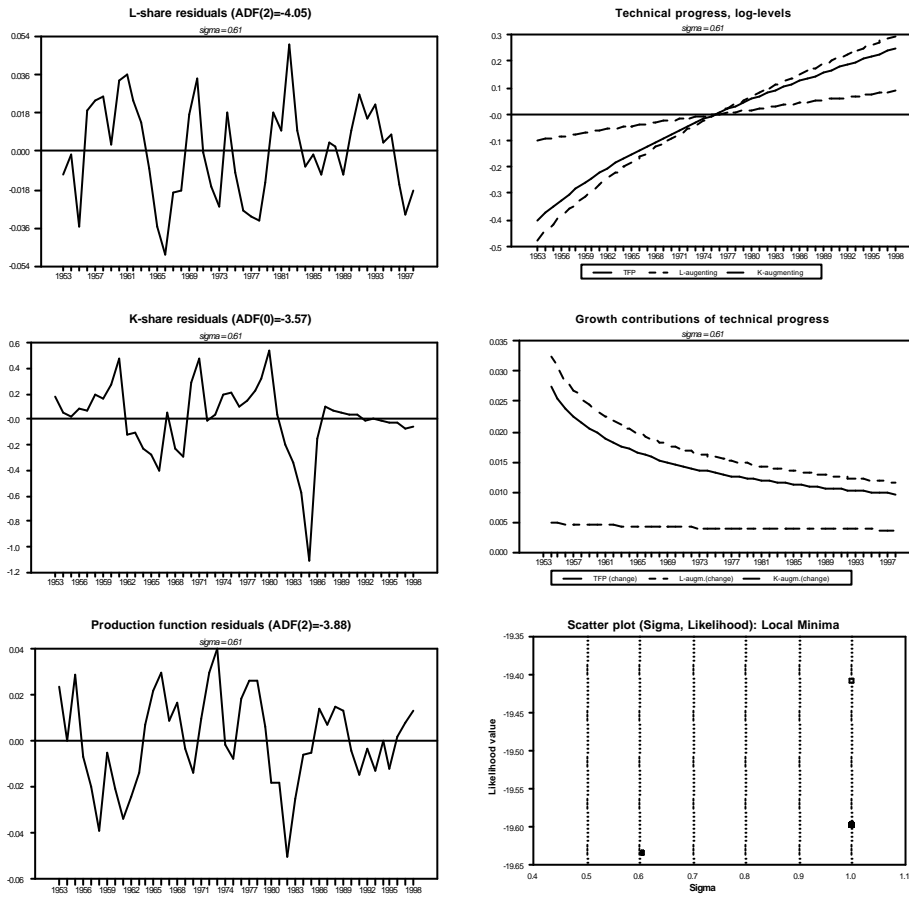 L-share residuals (ADF(2)=-4.05)
sigma = 0.61
0.054
0.036
0.018
0.000
-0.018
-0.036
-0.054
1953 1957 1961 1965 1969 1973 1977 1981 1985 1989 1993 1997
Technical progress, log-levels
sigma = 0.61
0.3
0.2
0.1
-0.0
-0.1
-0.2
-0.3
-0.4
-0.5
1953 1956 1959 1962 1965 1968 1971 1974 1977 1980 1983 1986 1989 1992 1995 1998
TFP L-augenting K-augmenting
K-share residuals (ADF(0)=-3.57)
sigma = 0.61
0.6
0.4
0.2
-0.0
-0.2
-0.4
-0.6
-0.8
-1.0
-1.2
1953 1956 1959 1962 1965 1968 1971 1974 1977 1980 1983 1986 1989 1992 1995 1998
Growth contributions of technical progress
sigma = 0.61
0.035
0.030
0.025
0.020
0.015
0.010
0.005
0.000
1953 1957 1961 1965 1969 1973 1977 1981 1985 1989 1993 1997
TFP (change) L-augm.(change) K-augm.(change)
Production function residuals (ADF(2)=-3.88)
sigma = 0.61
0.04
0.02
0.00
-0.02
-0.04
-0.06
1953 1956 1959 1962 1965 1968 1971 1974 1977 1980 1983 1986 1989 1992 1995 1998
Scatter plot (Sigma, Likelihood): Local Minima
Likelihood value
-19.35
-19.40
-19.45
-19.50
-19.55
-19.60
-19.65
0.4 0.5 0.6 0.7 0.8 0.9 1.0 1.1
Sigma